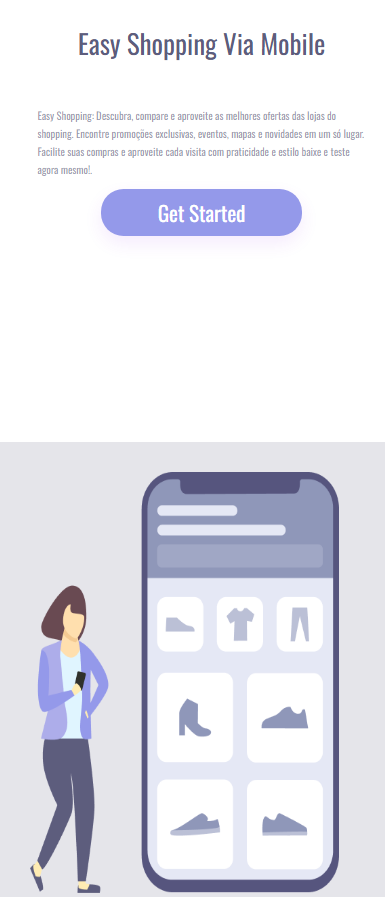 Easy Shopping Via Mobile
Easy Shopping: Descubra, compare e aproveite as melhores ofertas das lojas do
shopping. Encontre promoções exclusivas, eventos, mapas e novidades em um só lugar.
Facilite suas compras e aproveite cada visita com praticidade e estilo baixe e teste
agora mesmo!.
Get Started